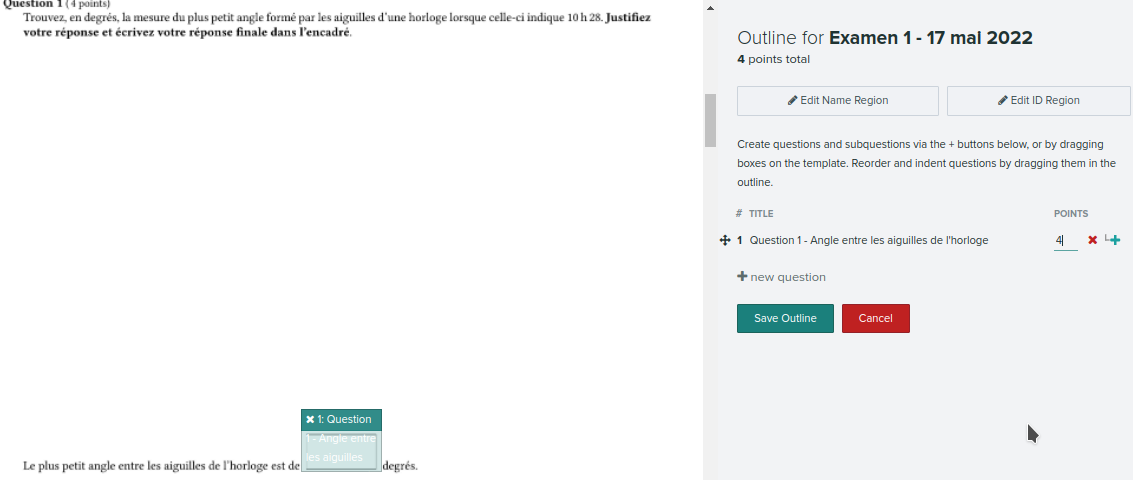 Question 1 ( 4 points)
Trouvez, en degrés, la mesure du plus petit angle formé par les aiguilles d'une horloge lorsque celle-ci indique 10 h 28. Justifiez
votre réponse et écrivez votre réponse finale dans l'encadré.
1: Question
1 - Angle entre
les aiguilles
Le plus petit angle entre les aiguilles de l'horloge est de
degrés.
Outline for Examen 1 - 17 mai 2022
4 points total
Edit Name Region
Edit ID Region
Create questions and subquestions via the + buttons below, or by dragging
boxes on the template. Reorder and indent questions by dragging them in the
outline.
# TITLE POINTS
1 Question 1 - Angle entre les aiguilles de l'horloge 4
+ new question
Save Outline
Cancel